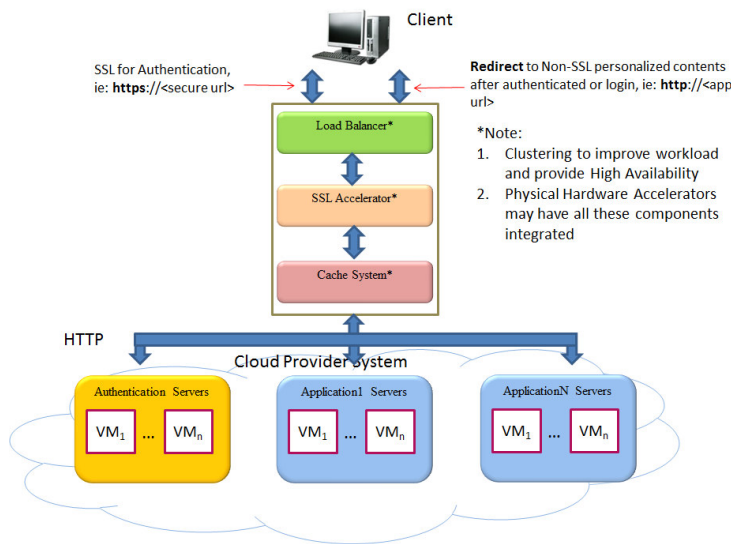 Client
SSL for Authentication,
ie: https://<secure url>
Redirect to Non-SSL personalized contents
after authenticated or login, ie: http://<app
url>
Load Balancer*
*Note:
1. Clustering to improve workload
and provide High Availability
2. Physical Hardware Accelerators
may have all these components
integrated
SSL Accelerator*
Cache System*
HTTP
Cloud Provider System
Authentication Servers
VM1 ... VMn
Application1 Servers
VM1 ... VMn
ApplicationN Servers
VM1 ... VMn